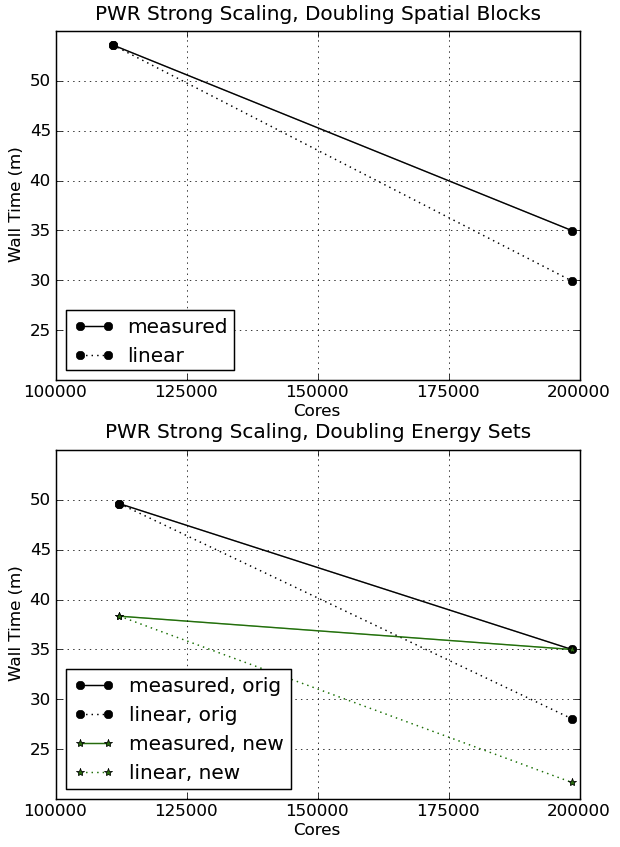 PWR Strong Scaling, Doubling Spatial Blocks
50
45
40
35
30
25
Wall Time (m)
measured
linear
100000 125000 150000 175000 200000
Cores
PWR Strong Scaling, Doubling Energy Sets
50
45
40
35
30
25
Wall Time (m)
measured, orig
linear, orig
measured, new
linear, new
100000 125000 150000 175000 200000
Cores